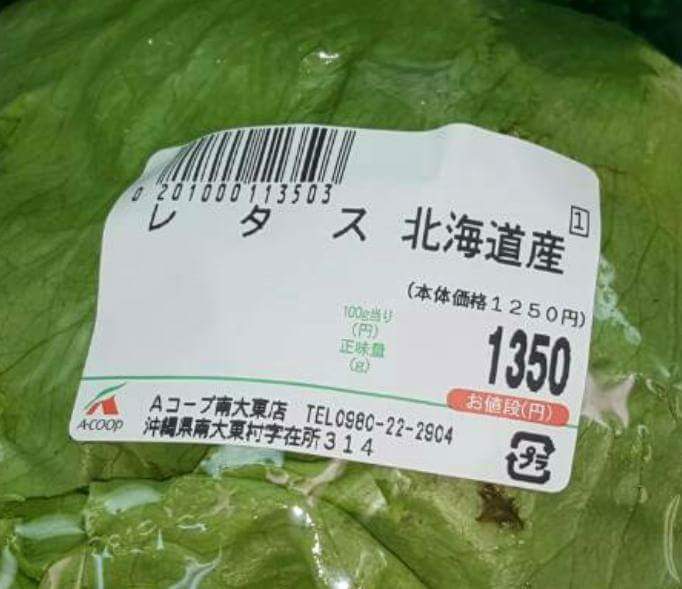 0 201000113503
レタス 北海道産 1
(本体価格1250円)
100g当り
(円)
正味量
(g)
1350
お値段(円)
A-COOP
Aコープ南大東店 TEL0980-22-2904
沖縄県南大東村字在所314
プラ